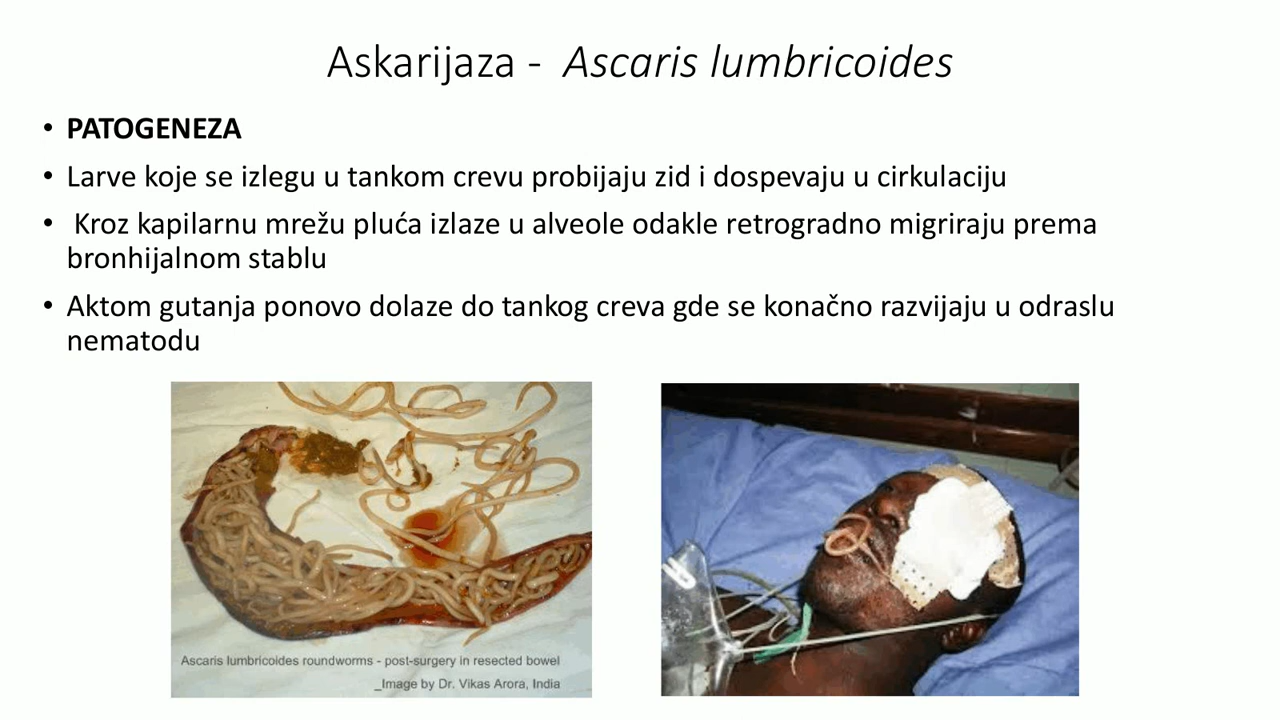 Askarijaza - Ascaris lumbricoides
• PATOGENEZA
• Larve koje se izlegu u tankom crevu probijaju zid i dospevaju u cirkulaciju
• Kroz kapilarnu mrežu pluća izlaze u alveole odakle retrogradno migriraju prema
bronhijalnom stablu
• Aktom gutanja ponovo dolaze do tankog creva gde se konačno razvijaju u odraslu
nematodu
Ascaris lumbricoides roundworms - post-surgery in resected bowel
_Image by Dr. Vikas Arora, India